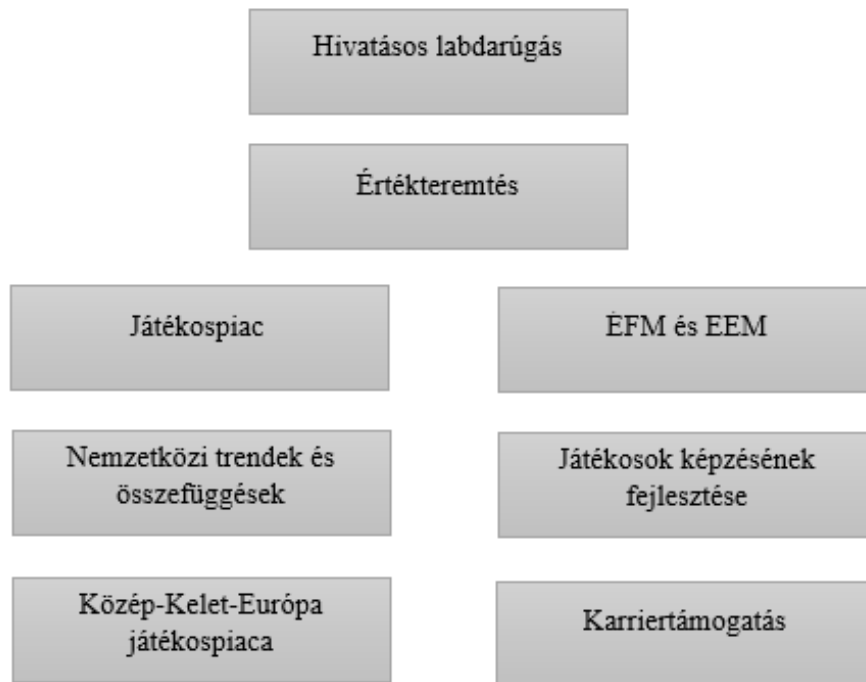 Hivatásos labdarúgás
Értékteremtés
Játékospiac
ÉFM és EEM
Nemzetközi trendek és
összefüggések
Játékosok képzésének
fejlesztése
Közép-Kelet-Európa
játékospiaca
Karriertámogatás